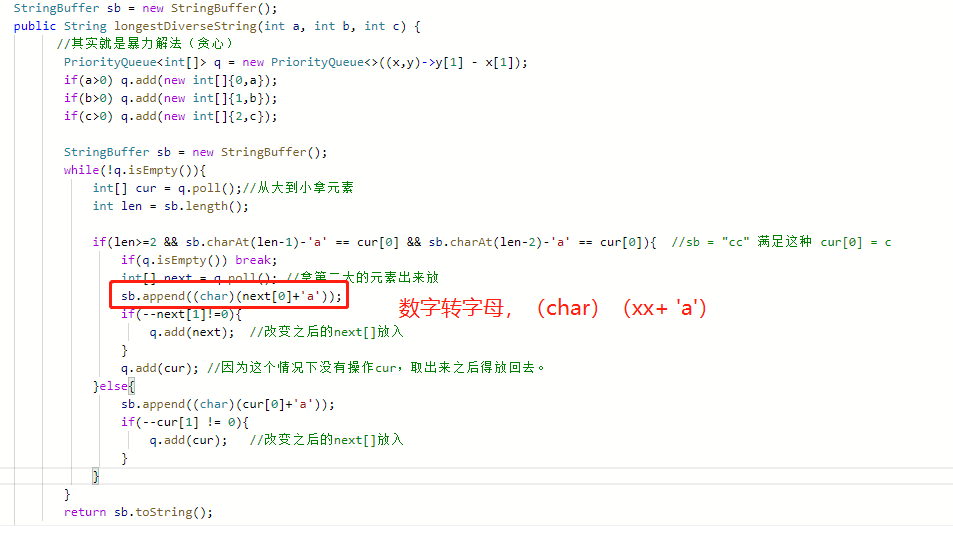 StringBuffer sb = new StringBuffer();
public String longestDiverseString(int a, int b, int c) {
//其实就是暴力解法（贪心）
PriorityQueue<int[]> q = new PriorityQueue<>((x,y)->y[1] - x[1]);
if(a>0) q.add(new int[]{0,a});
if(b>0) q.add(new int[]{1,b});
if(c>0) q.add(new int[]{2,c});
StringBuffer sb = new StringBuffer();
while(!q.isEmpty()){
int[] cur = q.poll();//从大到小拿元素
int len = sb.length();
if(len>=2 && sb.charAt(len-1)-'a' == cur[0] && sb.charAt(len-2)-'a' == cur[0]){ //sb = "cc" 满足这种 cur[0] = c
if(q.isEmpty()) break;
int[] next = q.poll(); //拿第二大的元素出来放
sb.append((char)(next[0]+'a'));
数字转字母，（char）（xx+ 'a'）
if(--next[1]!=0){
q.add(next); //改变之后的next[]放入
}
q.add(cur); //因为这个情况下没有操作cur，取出来之后得放回去。
}else{
sb.append((char)(cur[0]+'a'));
if(--cur[1] != 0){
q.add(cur); //改变之后的next[]放入
}
}
}
return sb.toString();